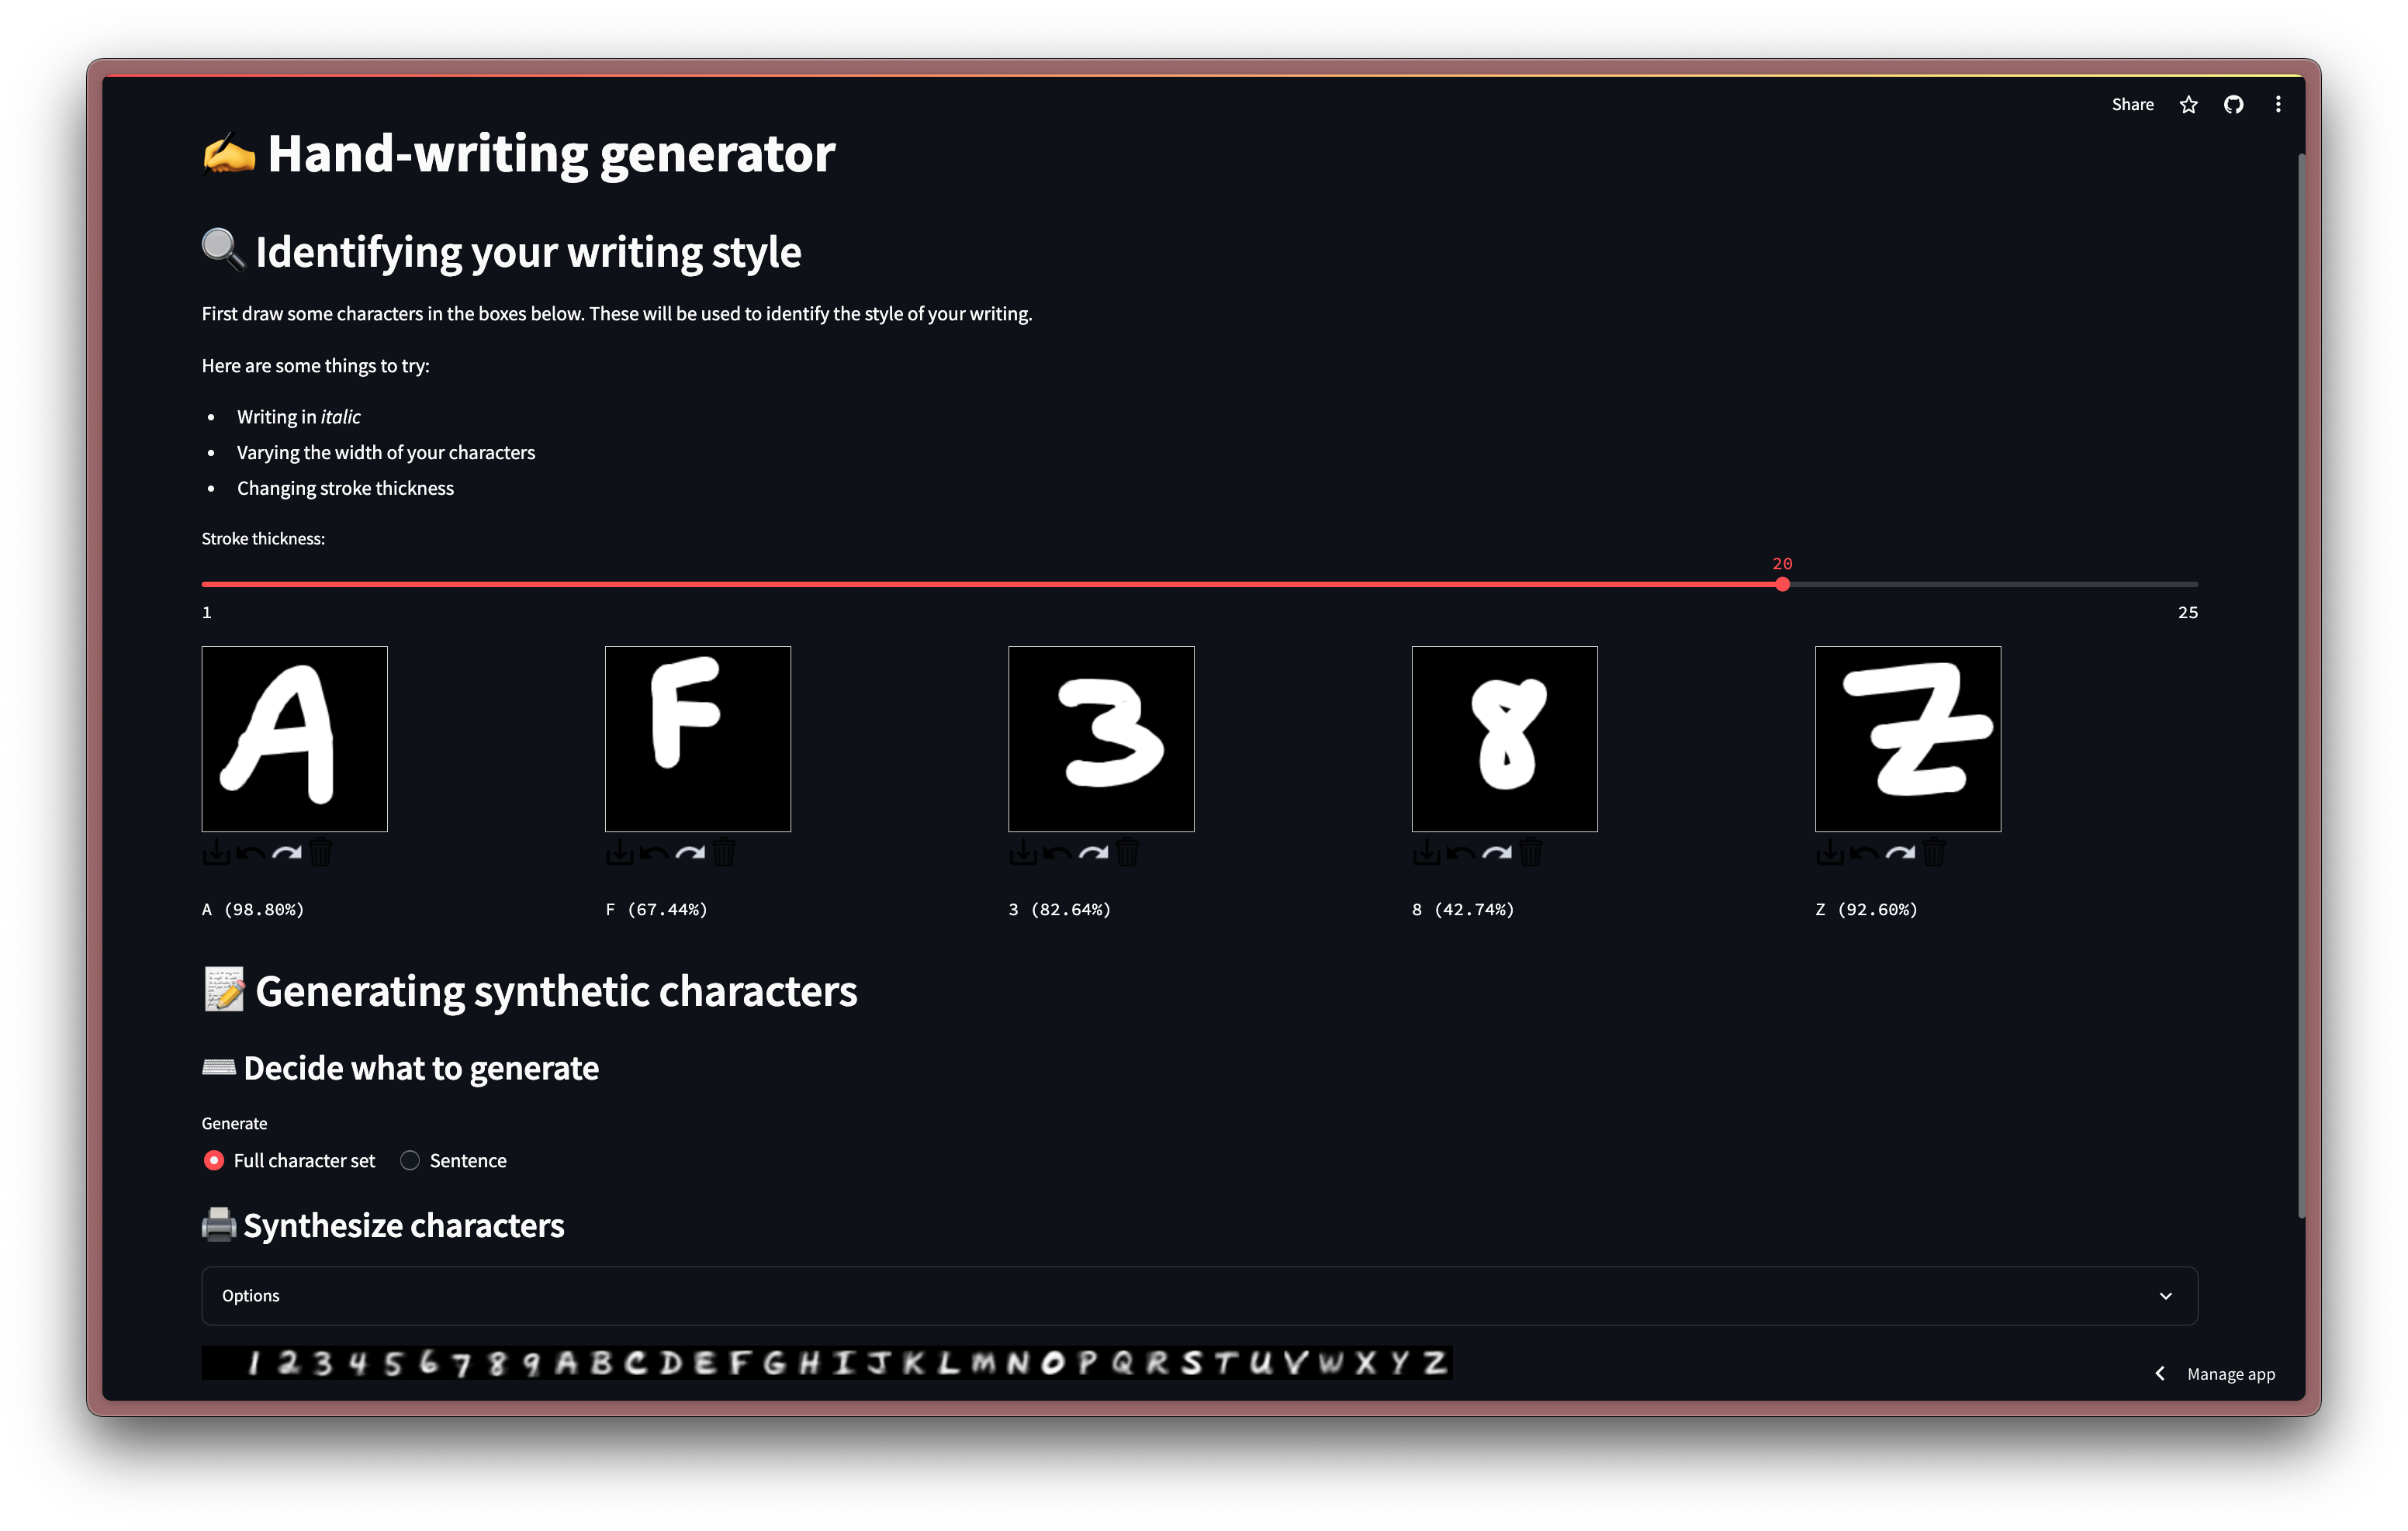 Share
✍️ Hand-writing generator
🔍 Identifying your writing style
First draw some characters in the boxes below. These will be used to identify the style of your writing.
Here are some things to try:
• Writing in italic
• Varying the width of your characters
• Changing stroke thickness
Stroke thickness:
20
1 25
A F 3 8 Z
A (98.80%) F (67.44%) 3 (82.64%) 8 (42.74%) Z (92.60%)
📝 Generating synthetic characters
⌨️ Decide what to generate
Generate
Full character set Sentence
🖨️ Synthesize characters
Options
1 2 3 4 5 6 7 8 9 A B C D E F G H I J K L M N O P Q R S T U V W X Y Z
Manage app